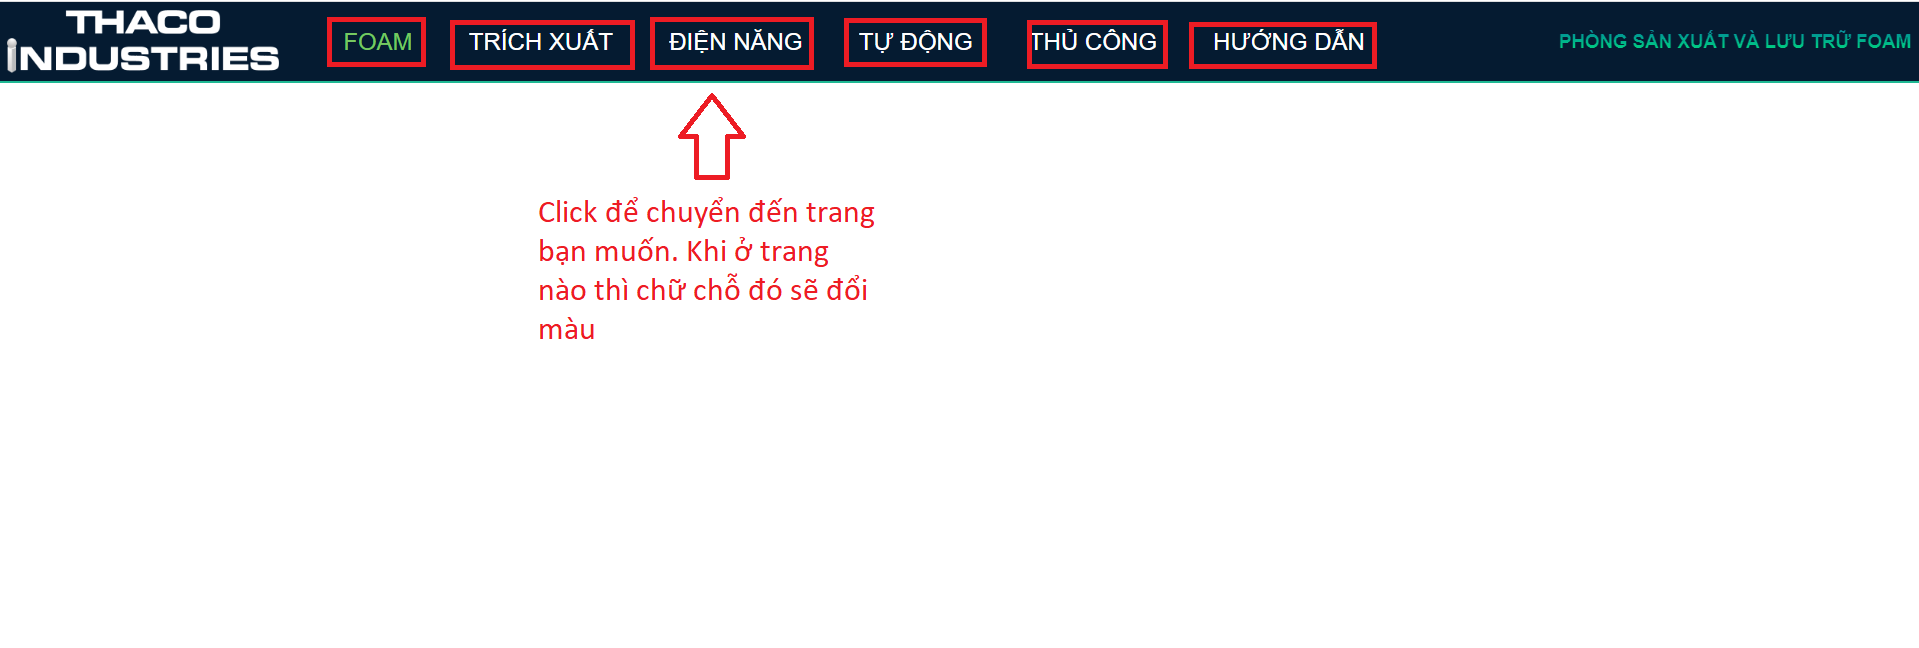 THACO
INDUSTRIES
FOAM TRÍCH XUẤT ĐIỆN NĂNG TỰ ĐỘNG THỦ CÔNG HƯỚNG DẪN PHÒNG SẢN XUẤT VÀ LƯU TRỮ FOAM
Click để chuyển đến trang
bạn muốn. Khi ở trang
nào thì chữ chỗ đó sẽ đổi
màu